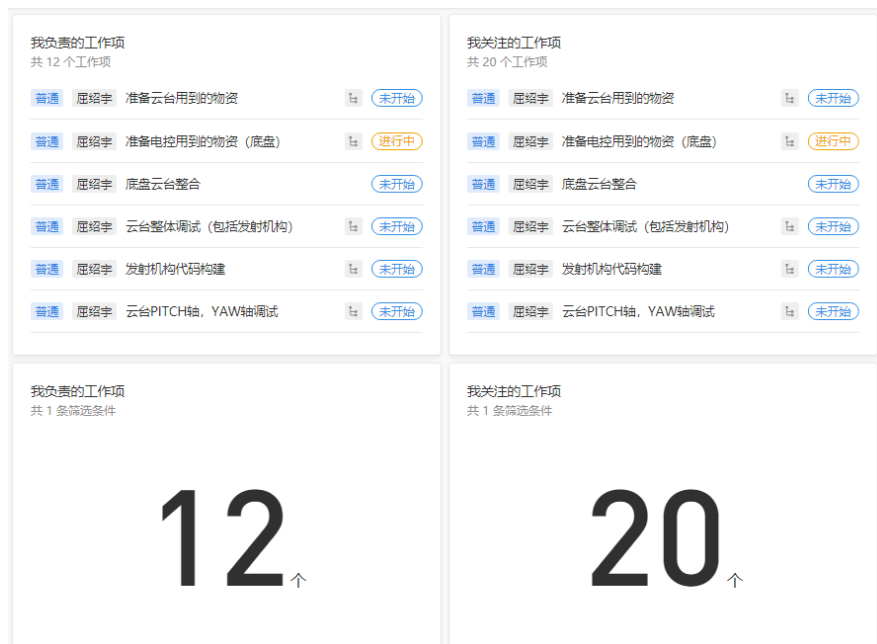 我负责的工作项
共 12 个工作项
普通 屈绍宇 准备云台用到的物资 未开始
普通 屈绍宇 准备电控用到的物资（底盘） 进行中
普通 屈绍宇 底盘云台整合 未开始
普通 屈绍宇 云台整体调试（包括发射机构） 未开始
普通 屈绍宇 发射机构代码构建 未开始
普通 屈绍宇 云台PITCH轴，YAW轴调试 未开始
我关注的工作项
共 20 个工作项
普通 屈绍宇 准备云台用到的物资 未开始
普通 屈绍宇 准备电控用到的物资（底盘） 进行中
普通 屈绍宇 底盘云台整合 未开始
普通 屈绍宇 云台整体调试（包括发射机构） 未开始
普通 屈绍宇 发射机构代码构建 未开始
普通 屈绍宇 云台PITCH轴，YAW轴调试 未开始
我负责的工作项
共 1 条筛选条件
12个
我关注的工作项
共 1 条筛选条件
20个